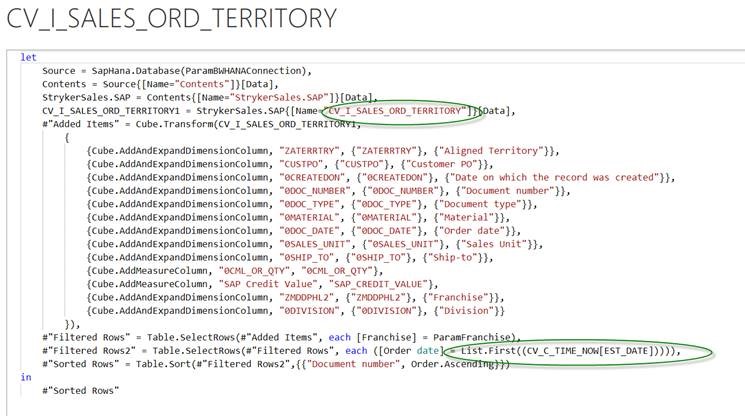 CV_I_SALES_ORD_TERRITORY
let
Source = SapHana.Database(ParamBWHANAConnection),
Contents = Source{[Name="Contents"]}[Data],
StrykerSales.SAP = Contents{[Name="StrykerSales.SAP"]}[Data],
CV_I_SALES_ORD_TERRITORY1 = StrykerSales.SAP{[Name="CV_I_SALES_ORD_TERRITORY"]}[Data],
#"Added Items" = Cube.Transform(CV_I_SALES_ORD_TERRITORY1,
{
{Cube.AddAndExpandDimensionColumn, "ZATERRTRY", {"ZATERRTRY"}, {"Aligned Territory"}},
{Cube.AddAndExpandDimensionColumn, "CUSTPO", {"CUSTPO"}, {"Customer PO"}},
{Cube.AddAndExpandDimensionColumn, "0CREATEDON", {"0CREATEDON"}, {"Date on which the record was created"}},
{Cube.AddAndExpandDimensionColumn, "0DOC_NUMBER", {"0DOC_NUMBER"}, {"Document number"}},
{Cube.AddAndExpandDimensionColumn, "0DOC_TYPE", {"0DOC_TYPE"}, {"Document type"}},
{Cube.AddAndExpandDimensionColumn, "0MATERIAL", {"0MATERIAL"}, {"Material"}},
{Cube.AddAndExpandDimensionColumn, "0DOC_DATE", {"0DOC_DATE"}, {"Order date"}},
{Cube.AddAndExpandDimensionColumn, "0SALES_UNIT", {"0SALES_UNIT"}, {"Sales Unit"}},
{Cube.AddAndExpandDimensionColumn, "0SHIP_TO", {"0SHIP_TO"}, {"Ship-to"}},
{Cube.AddMeasureColumn, "0CML_OR_QTY", "0CML_OR_QTY"},
{Cube.AddMeasureColumn, "SAP Credit Value", "SAP_CREDIT_VALUE"},
{Cube.AddAndExpandDimensionColumn, "ZMDDPHL2", {"ZMDDPHL2"}, {"Franchise"}},
{Cube.AddAndExpandDimensionColumn, "0DIVISION", {"0DIVISION"}, {"Division"}}
}),
#"Filtered Rows" = Table.SelectRows(#"Added Items", each [Franchise] = ParamFranchise),
#"Filtered Rows2" = Table.SelectRows(#"Filtered Rows", each ([Order date] = List.First((CV_C_TIME_NOW[EST_DATE])))),
#"Sorted Rows" = Table.Sort(#"Filtered Rows2",{{"Document number", Order.Ascending}})
in
#"Sorted Rows"